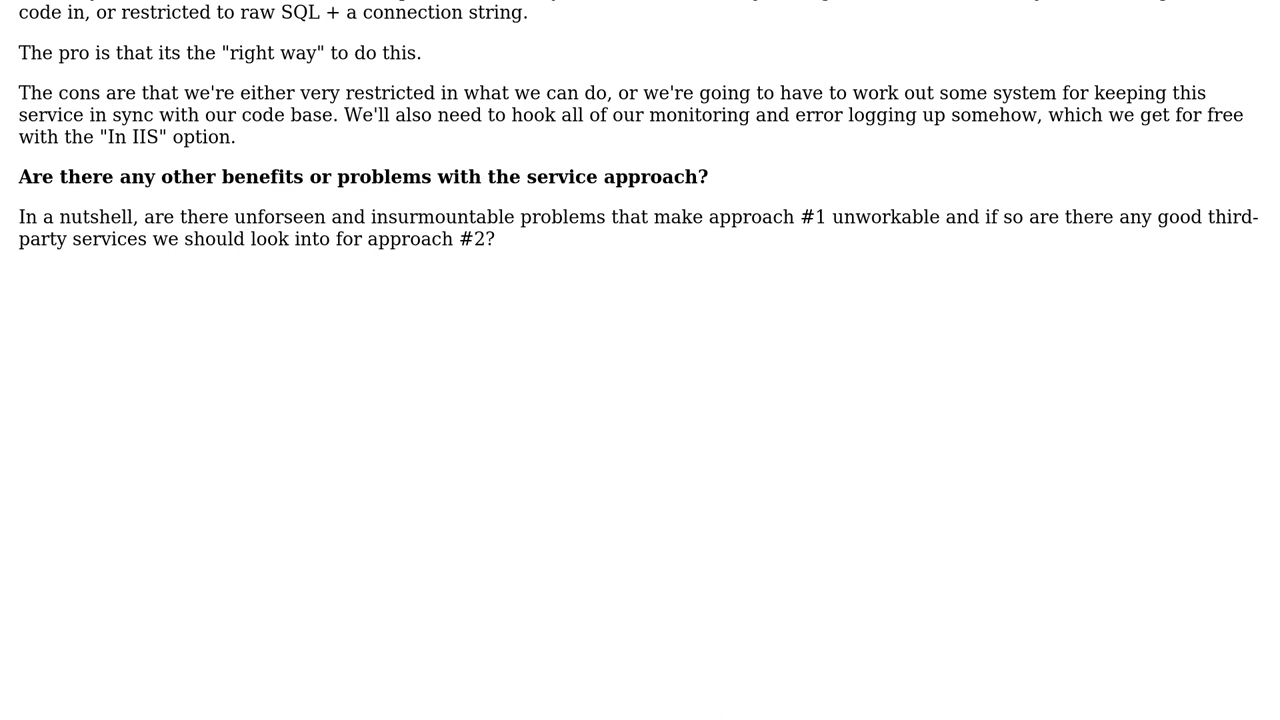 code in, or restricted to raw SQL + a connection string.
The pro is that its the "right way" to do this.
The cons are that we're either very restricted in what we can do, or we're going to have to work out some system for keeping this
service in sync with our code base. We'll also need to hook all of our monitoring and error logging up somehow, which we get for free
with the "In IIS" option.
Are there any other benefits or problems with the service approach?
In a nutshell, are there unforseen and insurmountable problems that make approach #1 unworkable and if so are there any good third-
party services we should look into for approach #2?